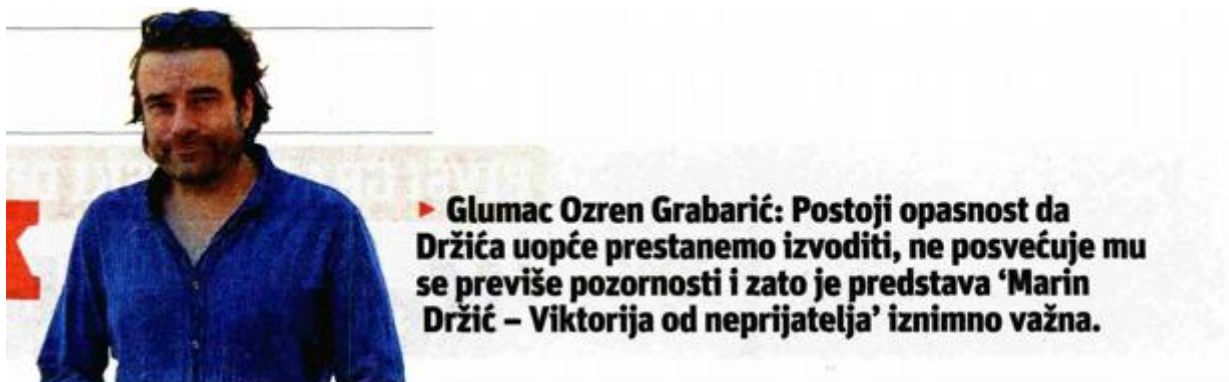 ► Glumac Ozren Grabarić: Postoji opasnost da
Držića uopće prestanemo izvoditi, ne posvećuje mu
se previše pozornosti i zato je predstava ‘Marin
Držić – Viktorija od neprijatelja’ iznimno važna.